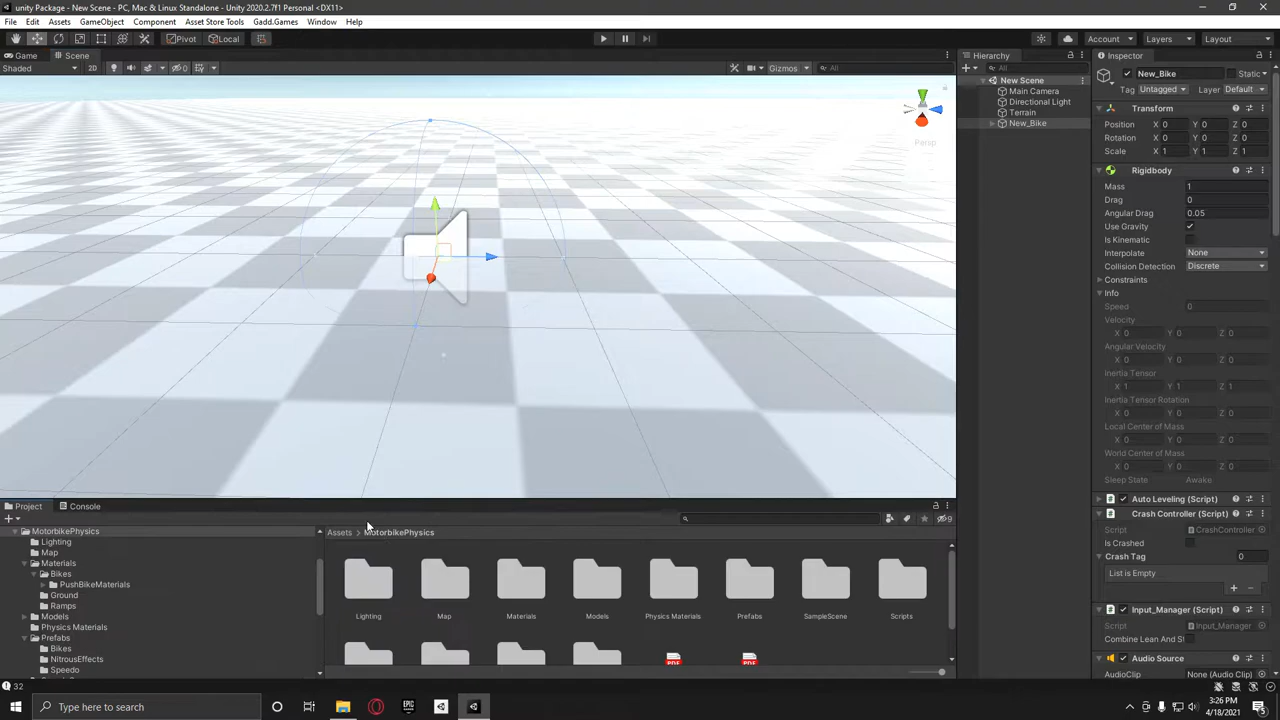 unity Package - New Scene - PC, Mac & Linux Standalone - Unity 2020.2.7f1 Personal <DX11>
File Edit Assets GameObject Component Asset Store Tools Gadd.Games Window Help
Pivot Local Account Layers Layout
Game Scene
Shaded 2D 0 Gizmos All
Persp
Hierarchy
All
New Scene
Main Camera
Directional Light
Terrain
New_Bike
Inspector
New_Bike Static
Tag Untagged Layer Default
Transform
Position X 0 Y 0 Z 0
Rotation X 0 Y 0 Z 0
Scale X 1 Y 1 Z 1
Rigidbody
Mass 1
Drag 0
Angular Drag 0.05
Use Gravity
Is Kinematic
Interpolate None
Collision Detection Discrete
Constraints
Info
Speed 0
Velocity
X 0 Y 0 Z 0
Angular Velocity
X 0 Y 0 Z 0
Inertia Tensor
X 1 Y 1 Z 1
Inertia Tensor Rotation
X 0 Y 0 Z 0
Local Center of Mass
X 0 Y 0 Z 0
World Center of Mass
X 0 Y 0 Z 0
Sleep State Awake
Auto Leveling (Script)
Crash Controller (Script)
Script CrashController
Is Crashed
Crash Tag 0
List is Empty
Input_Manager (Script)
Script Input_Manager
Combine Lean And S
Audio Source
AudioClip None (Audio Clip)
Project Console
9
MotorbikePhysics
Lighting
Map
Materials
Bikes
PushBikeMaterials
Ground
Ramps
Models
Physics Materials
Prefabs
Bikes
NitrousEffects
Speedo
Assets > MotorbikePhysics
Lighting Map Materials Models Physics Materials Prefabs SampleScene Scripts
PDF PDF
32
Type here to search
EPIC GAMES
3:26 PM
4/18/2021
5